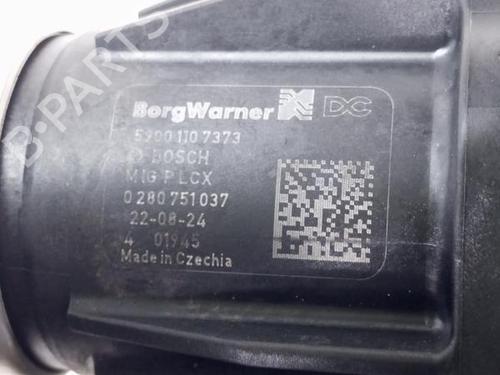 BorgWarner DC
5900 110 7373
BOSCH
MIG P LCX
0 280 751 037
22-08-24
4 01945
Made in Czechia
B-PARTS